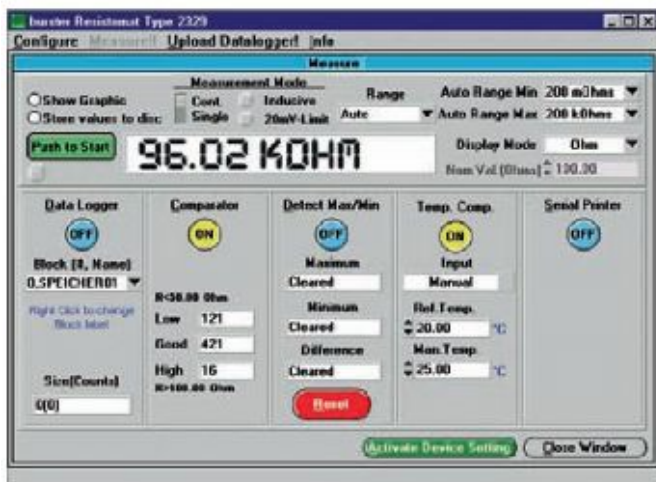 burster Resistomat Type 2329
Configure Measure!! Upload Datalogger! Info
Measure
Show Graphic
Store values to disc
Measurement Mode
Cont.
Single
Inducive
20mV-Limit
Range
Auto
Auto Range Min 200 mOhms
Auto Range Max 200 kOhms
Push to Start
96.02 KOHM
Display Mode Ohm
Nom Val (Ohms) 100.00
Data Logger
OFF
Block (#, Name)
0.SPEICHER01
Right Click to change
Block label
Size(Counts)
0(0)
Comparator
ON
R<50.00 Ohm
Low 121
Good 421
High 16
R>100.00 Ohm
Detect Max/Min
OFF
Maximum
Cleared
Minimum
Cleared
Difference
Cleared
Reset
Temp. Comp.
ON
Input
Manual
Ref.Temp.
20.00 °C
Man.Temp.
25.00 °C
Serial Printer
OFF
Activate Device Setting
Close Window